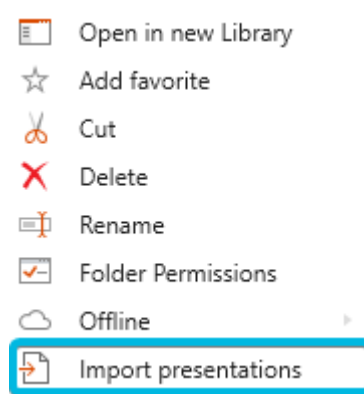 Open in new Library
Add favorite
Cut
Delete
Rename
Folder Permissions
Offline
Import presentations